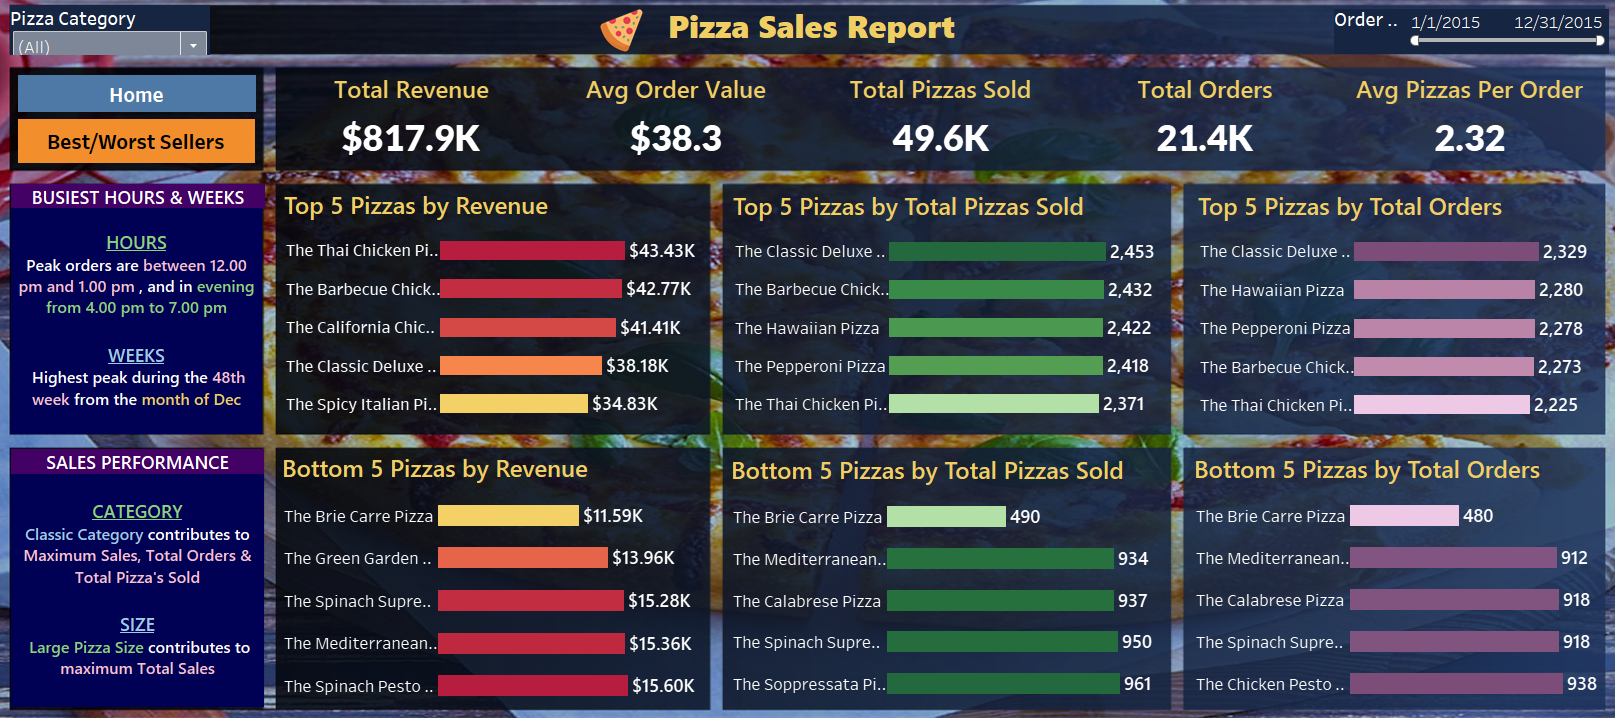 Pizza Category
(All)
Pizza Sales Report
Order ..
1/1/2015
12/31/2015
Home
Best/Worst Sellers
Total Revenue
$817.9K
Avg Order Value
$38.3
Total Pizzas Sold
49.6K
Total Orders
21.4K
Avg Pizzas Per Order
2.32
BUSIEST HOURS & WEEKS
HOURS
Peak orders are between 12.00
pm and 1.00 pm , and in evening
from 4.00 pm to 7.00 pm
WEEKS
Highest peak during the 48th
week from the month of Dec
Top 5 Pizzas by Revenue
The Thai Chicken Pi.. $43.43K
The Barbecue Chick.. $42.77K
The California Chic.. $41.41K
The Classic Deluxe .. $38.18K
The Spicy Italian Pi.. $34.83K
Top 5 Pizzas by Total Pizzas Sold
The Classic Deluxe .. 2,453
The Barbecue Chick.. 2,432
The Hawaiian Pizza 2,422
The Pepperoni Pizza 2,418
The Thai Chicken Pi.. 2,371
Top 5 Pizzas by Total Orders
The Classic Deluxe .. 2,329
The Hawaiian Pizza 2,280
The Pepperoni Pizza 2,278
The Barbecue Chick.. 2,273
The Thai Chicken Pi.. 2,225
SALES PERFORMANCE
CATEGORY
Classic Category contributes to
Maximum Sales, Total Orders &
Total Pizza's Sold
SIZE
Large Pizza Size contributes to
maximum Total Sales
Bottom 5 Pizzas by Revenue
The Brie Carre Pizza $11.59K
The Green Garden .. $13.96K
The Spinach Supre.. $15.28K
The Mediterranean.. $15.36K
The Spinach Pesto .. $15.60K
Bottom 5 Pizzas by Total Pizzas Sold
The Brie Carre Pizza 490
The Mediterranean.. 934
The Calabrese Pizza 937
The Spinach Supre.. 950
The Soppressata Pi.. 961
Bottom 5 Pizzas by Total Orders
The Brie Carre Pizza 480
The Mediterranean.. 912
The Calabrese Pizza 918
The Spinach Supre.. 918
The Chicken Pesto .. 938